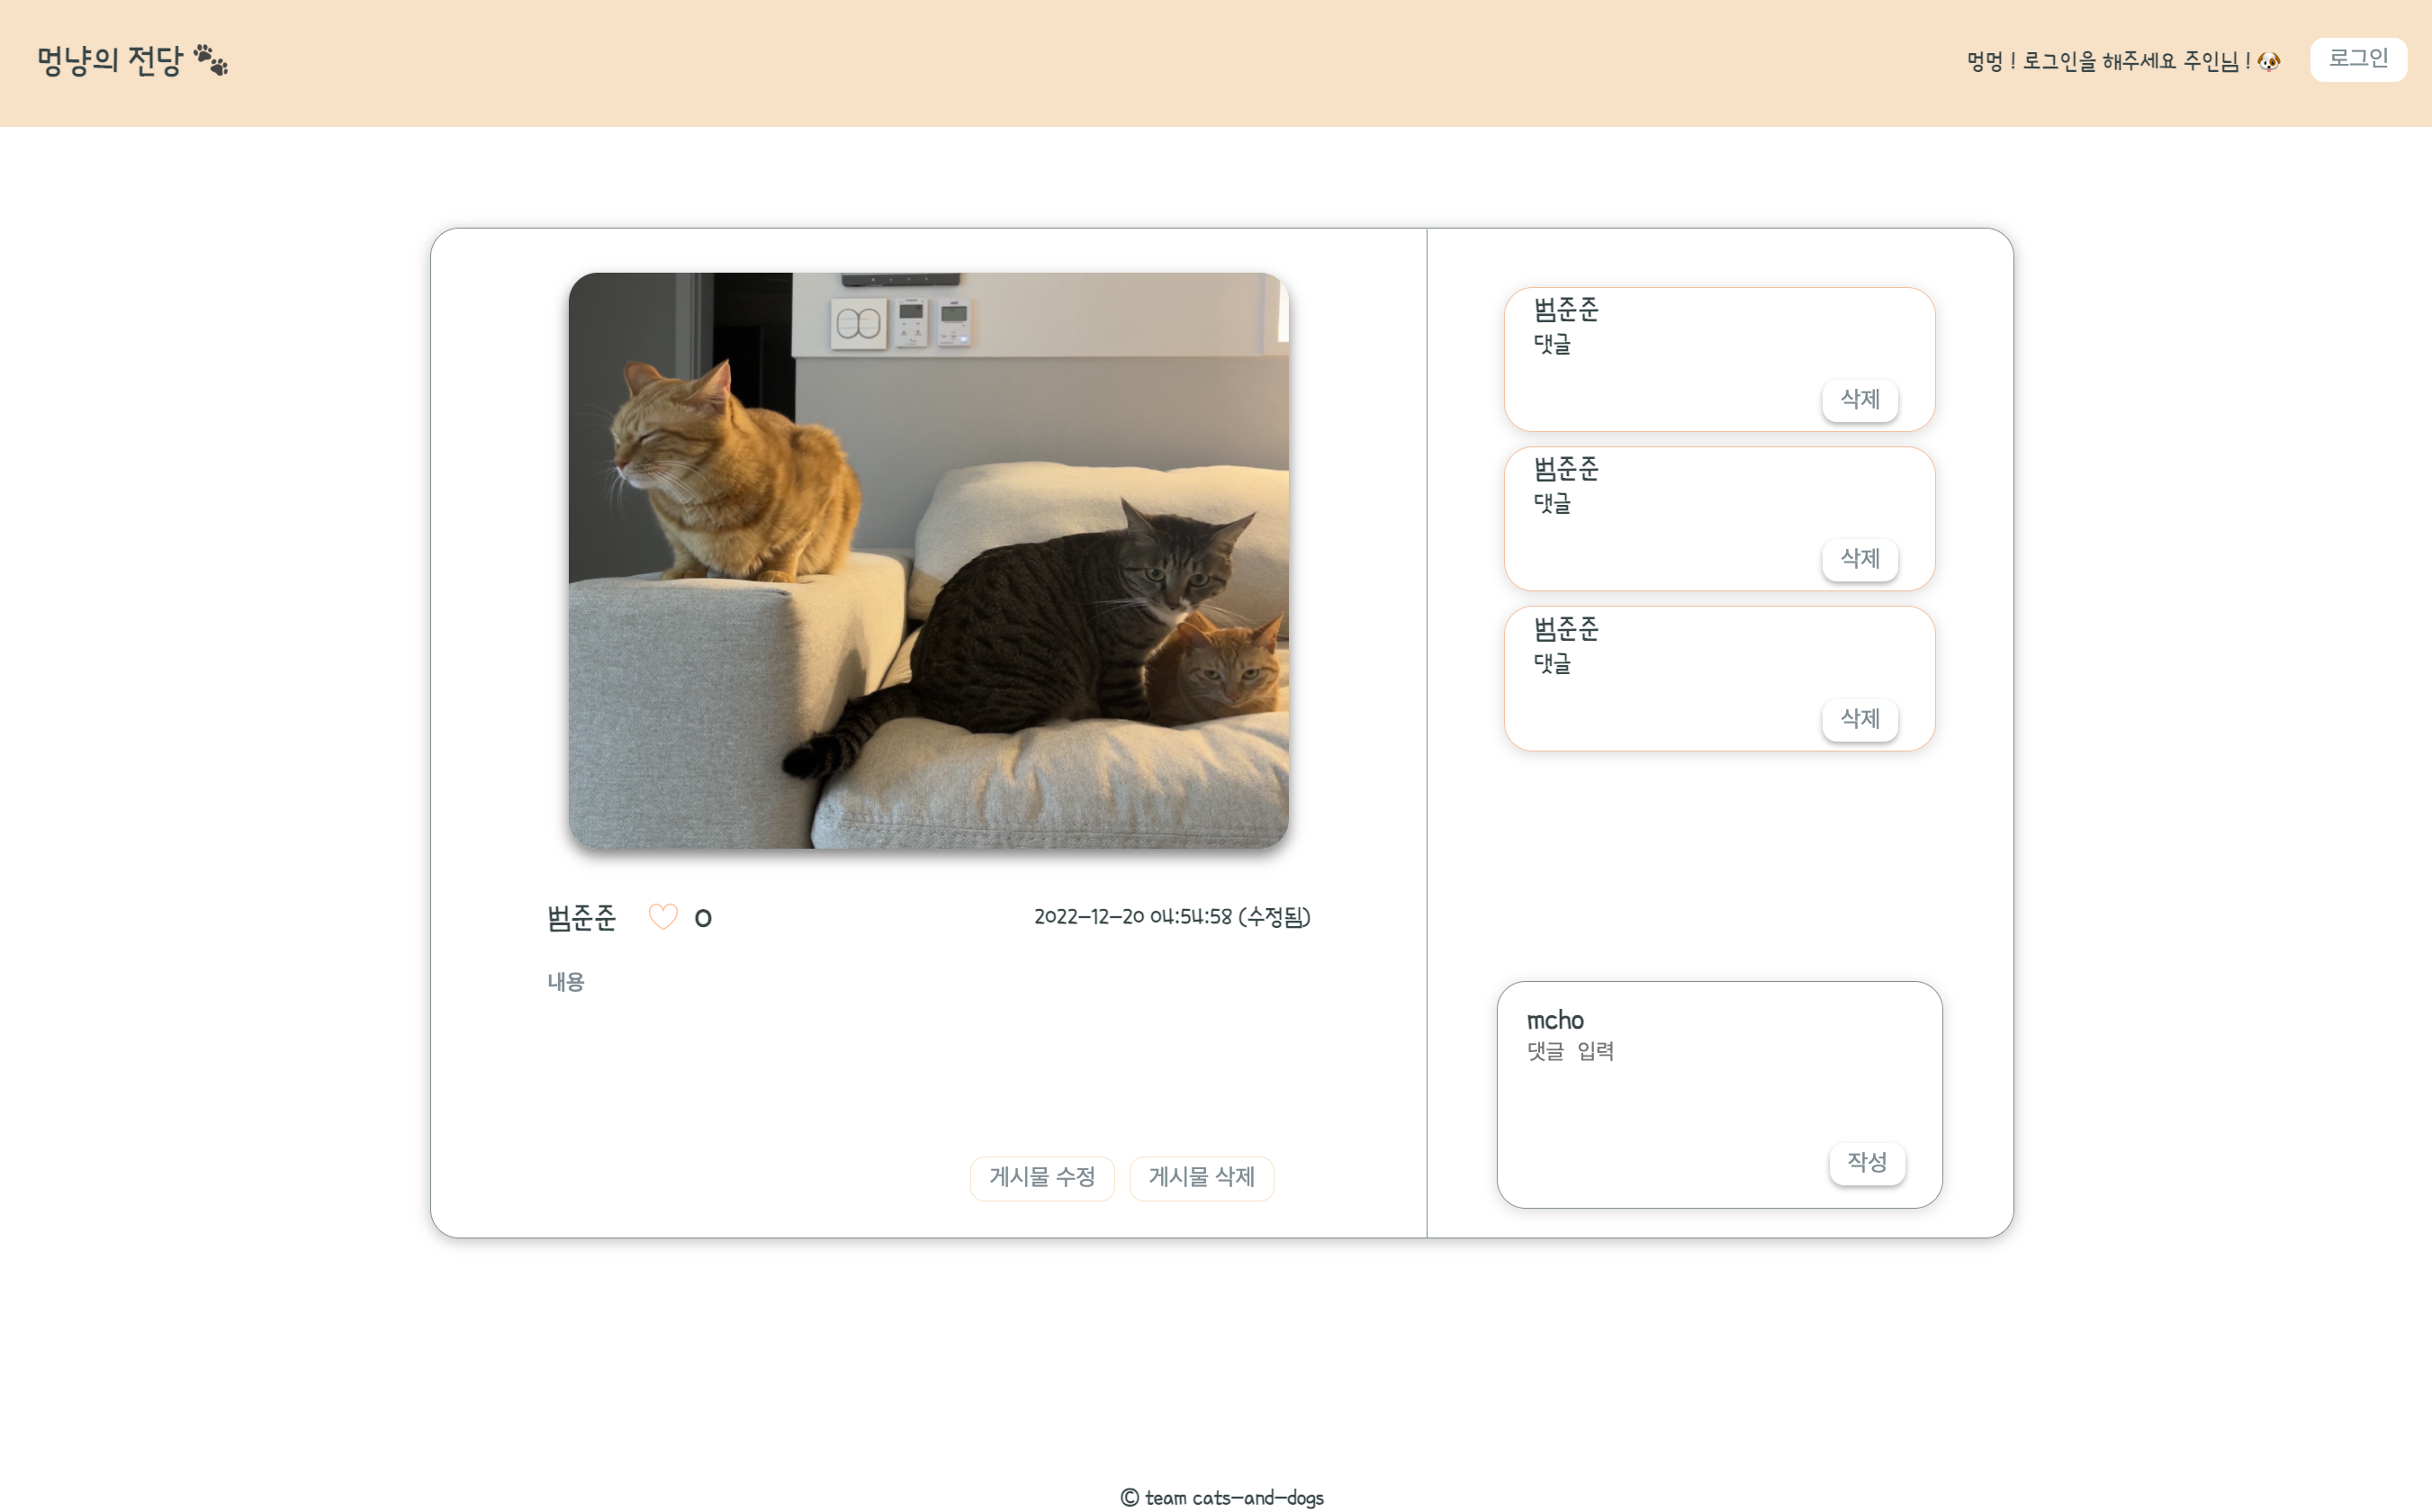 멍냥의 전당 🐾
멍멍 ! 로그인을 해주세요 주인님 ! 🐶
로그인
범준준
댓글
삭제
범준준
댓글
삭제
범준준
댓글
삭제
범준준 ♡ 0
2022-12-20 04:54:58 (수정됨)
내용
게시물 수정
게시물 삭제
mcho
댓글 입력
작성
© team cats-and-dogs